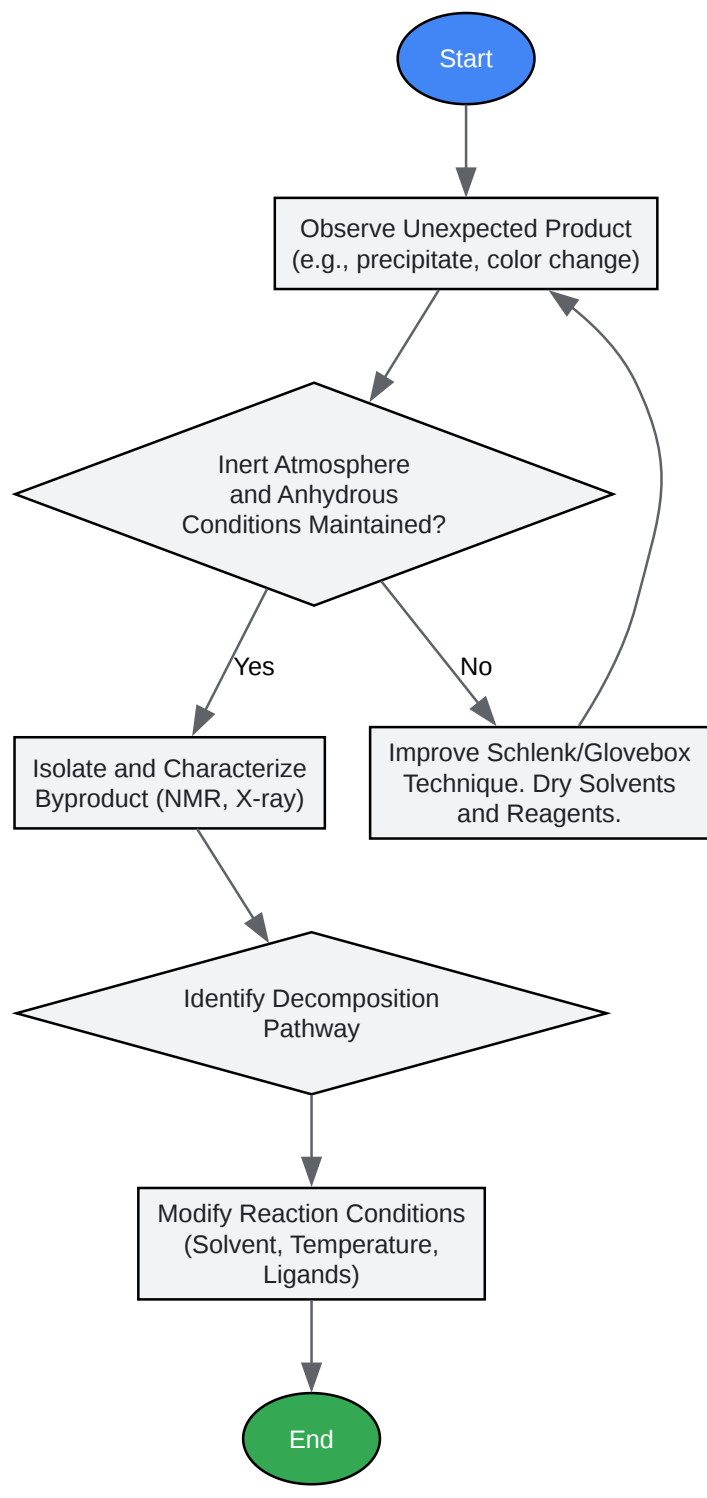 Start
Observe Unexpected Product
(e.g., precipitate, color change)
Inert Atmosphere
and Anhydrous
Conditions Maintained?
Yes
No
Isolate and Characterize
Byproduct (NMR, X-ray)
Improve Schlenk/Glovebox
Technique. Dry Solvents
and Reagents.
Identify Decomposition
Pathway
Modify Reaction Conditions
(Solvent, Temperature,
Ligands)
End